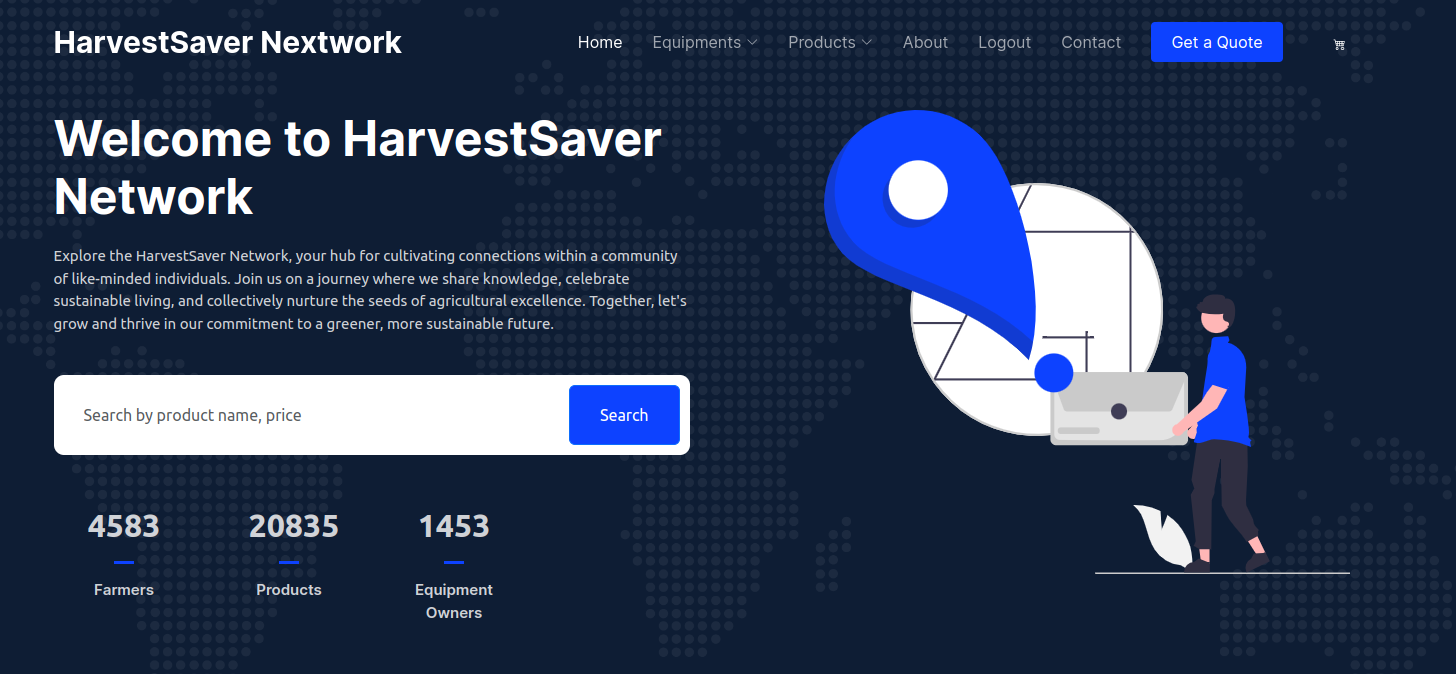 HarvestSaver Nextwork
Home Equipments Products About Logout Contact Get a Quote
Welcome to HarvestSaver
Network
Explore the HarvestSaver Network, your hub for cultivating connections within a community
of like-minded individuals. Join us on a journey where we share knowledge, celebrate
sustainable living, and collectively nurture the seeds of agricultural excellence. Together, let's
grow and thrive in our commitment to a greener, more sustainable future.
Search by product name, price Search
4583 20835 1453
Farmers Products Equipment
Owners